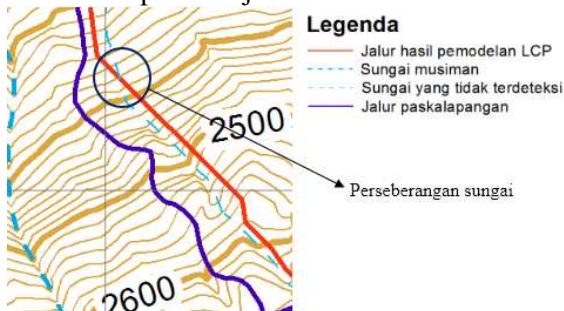 Legenda
Jalur hasil pemodelan LCP
Sungai musiman
Sungai yang tidak terdeteksi
Jalur paskalapangan
2500
Perseberangan sungai
2600